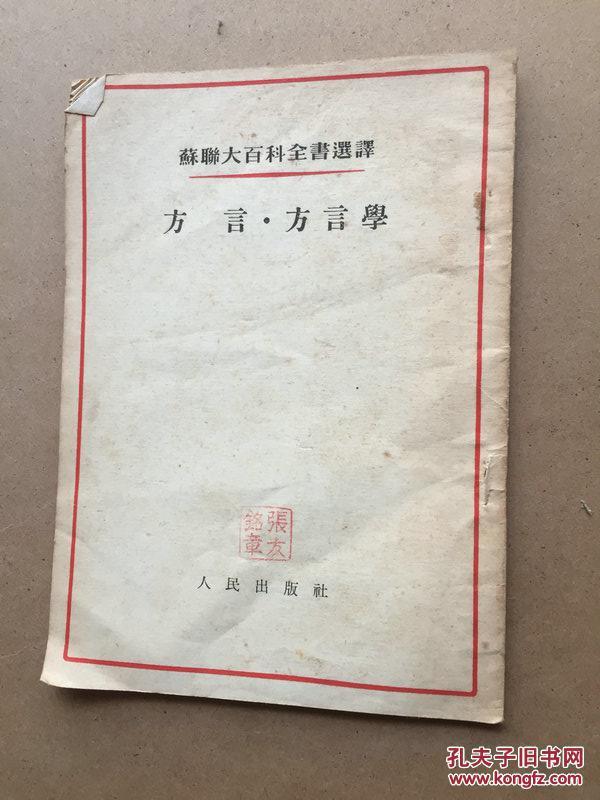 蘇聯大百科全書選譯
方言·方言學
張友
銘章
人民出版社
孔夫子旧书网
www.kongfz.com